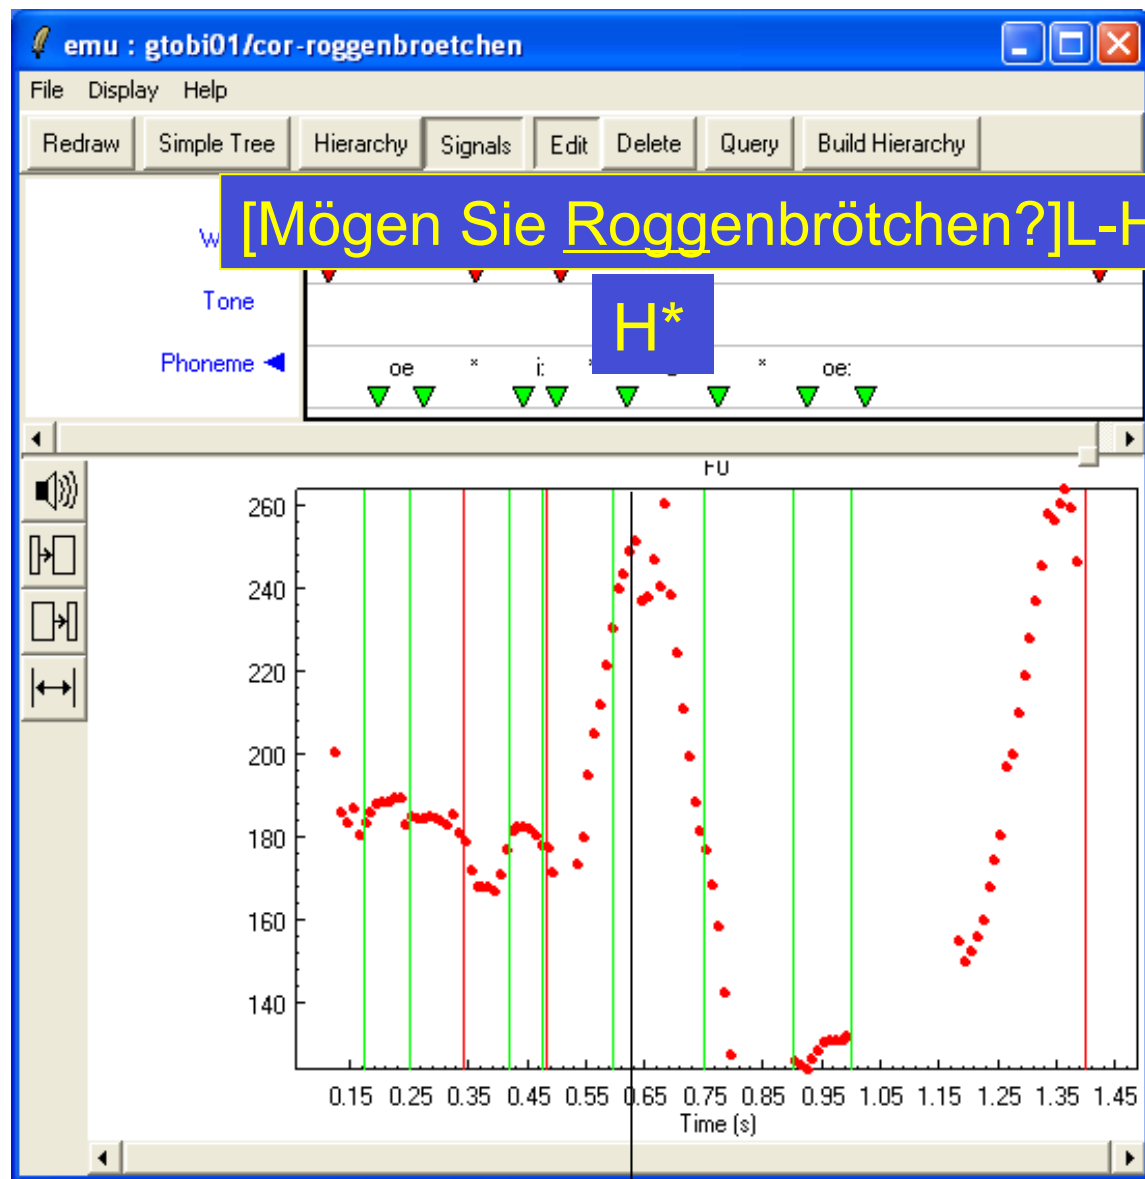 emu : gtobi01/cor-roggenbroetchen
File Display Help
Redraw Simple Tree Hierarchy Signals Edit Delete Query Build Hierarchy
[Mögen Sie Roggenbrötchen?]L-H
Tone
H*
Phoneme
oe * i: * oe:
F0
260
240
220
200
180
160
140
0.15 0.25 0.35 0.45 0.55 0.65 0.75 0.85 0.95 1.05 1.15 1.25 1.35 1.45
Time (s)